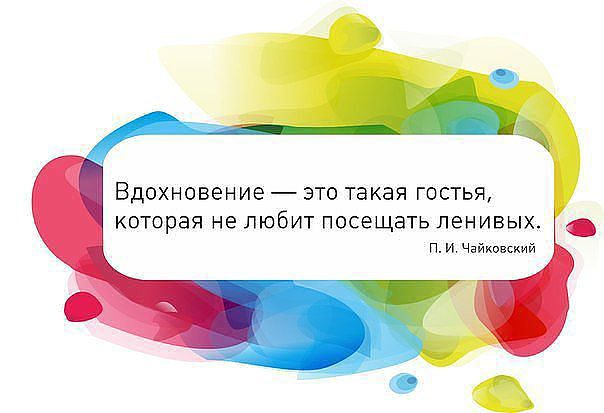 Вдохновение — это такая гостья,
которая не любит посещать ленивых.
П. И. Чайковский